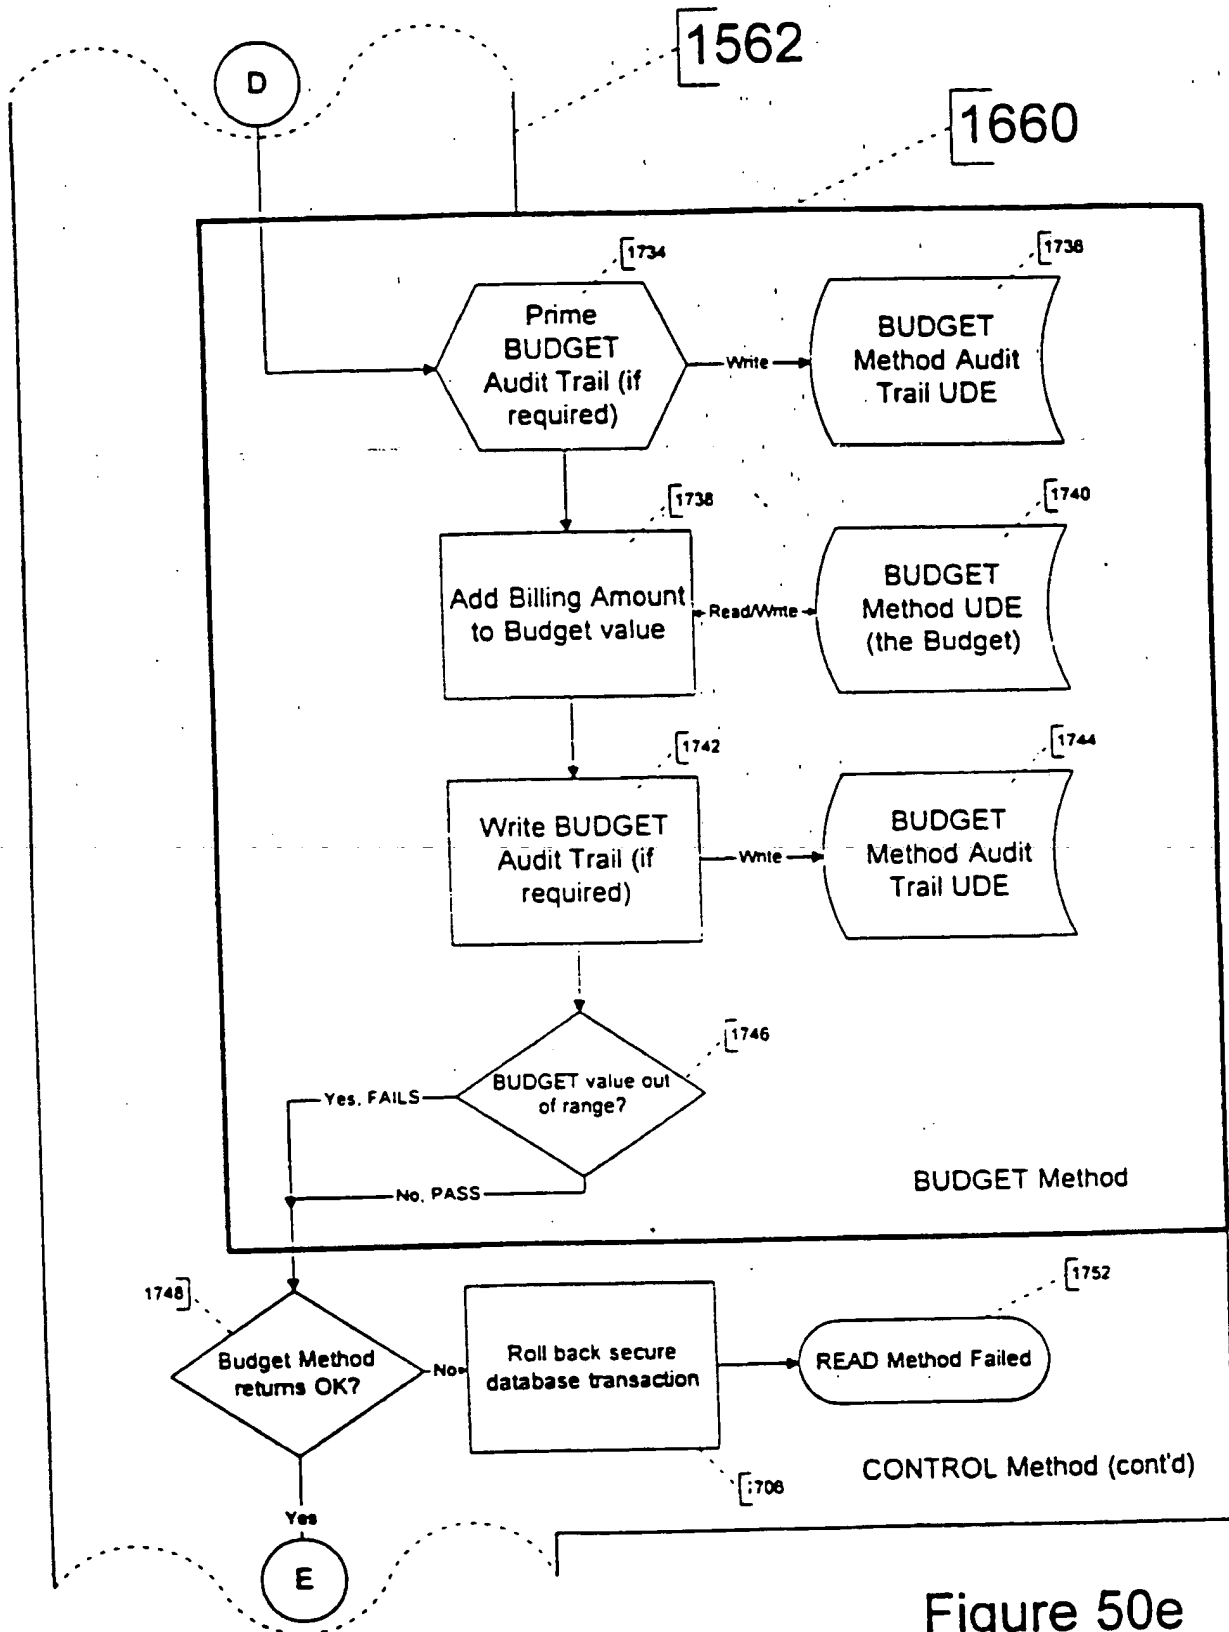 1562
D
1660
1734
1738
Prime
BUDGET
Audit Trail (if
required)
Write
BUDGET
Method Audit
Trail UDE
1738
1740
Add Billing Amount
to Budget value
Read/Write
BUDGET
Method UDE
(the Budget)
1742
1744
Write BUDGET
Audit Trail (if
required)
Write
BUDGET
Method Audit
Trail UDE
1746
BUDGET value out
of range?
Yes, FAILS
No, PASS
BUDGET Method
1748
1752
Budget Method
returns OK?
No
Roll back secure
database transaction
READ Method Failed
CONTROL Method (cont'd)
Yes
E
Figure 50e